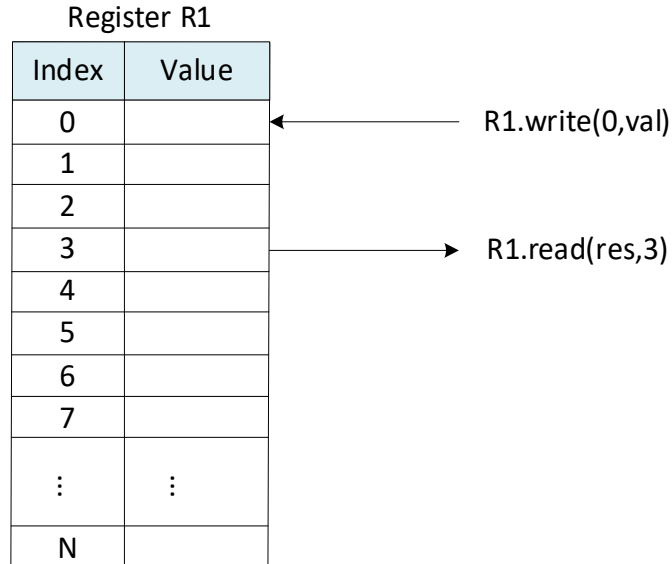 Register R1
Index Value
0
R1.write(0,val)
1
2
3
R1.read(res,3)
4
5
6
7
⋮ ⋮
N